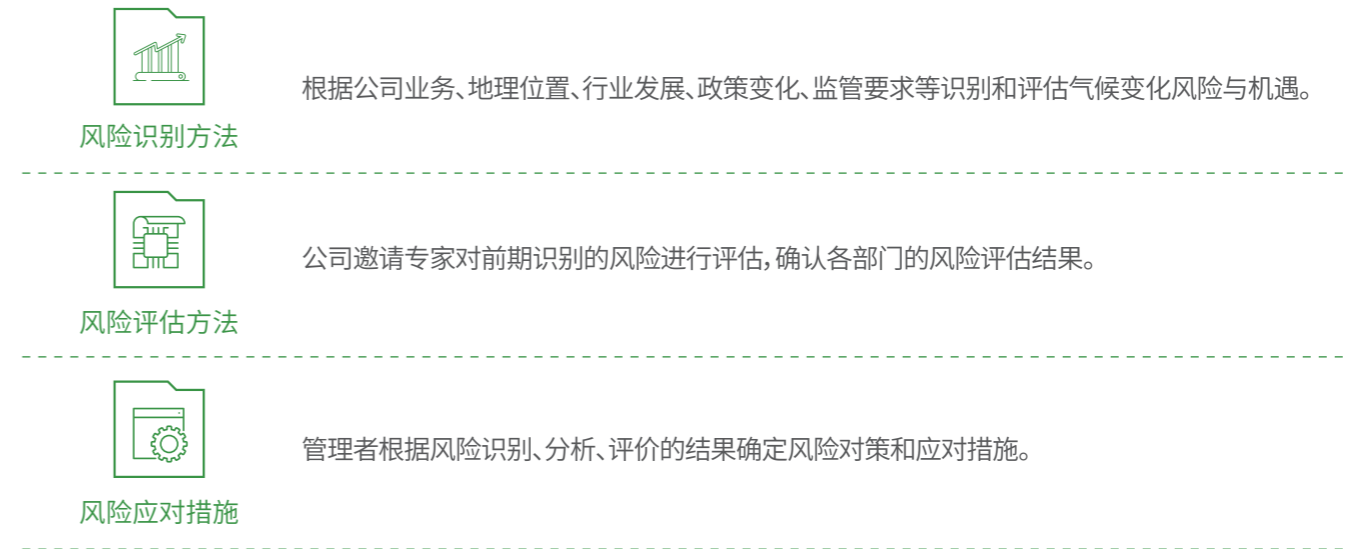 根据公司业务、地理位置、行业发展、政策变化、监管要求等识别和评估气候变化风险与机遇。
风险识别方法
公司邀请专家对前期识别的风险进行评估,确认各部门的风险评估结果。
风险评估方法
管理者根据风险识别、分析、评价的结果确定风险对策和应对措施。
风险应对措施